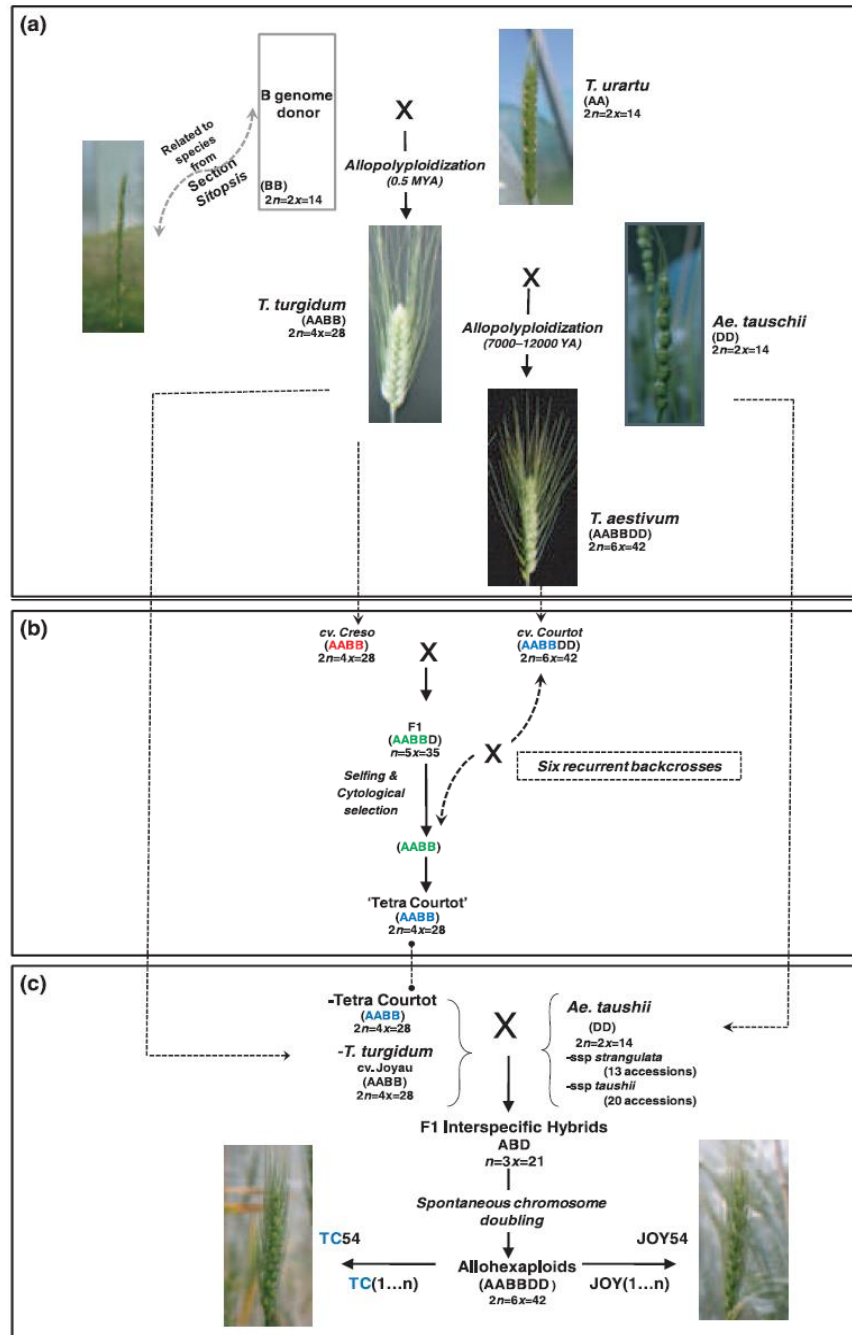 (a)
B genome
donor
(BB)
2n=2x=14
Related to
species
from
Section
Sitopsis
X
T. urartu
(AA)
2n=2x=14
Allopolyploidization
(0.5 MYA)
T. turgidum
(AABB)
2n=4x=28
X
Allopolyploidization
(7000–12000 YA)
Ae. tauschii
(DD)
2n=2x=14
T. aestivum
(AABBDD)
2n=6x=42
(b)
cv. Creso
(AABB)
2n=4x=28
X
cv. Courtot
(AABBDD)
2n=6x=42
F1
(AABBD)
n=5x=35
X
Six recurrent backcrosses
Selfing &
Cytological
selection
(AABB)
'Tetra Courtot'
(AABB)
2n=4x=28
(c)
-Tetra Courtot
(AABB)
2n=4x=28
-T. turgidum
cv. Joyau
(AABB)
2n=4x=28
X
Ae. taushii
(DD)
2n=2x=14
-ssp strangulata
(13 accessions)
-ssp taushii
(20 accessions)
F1 Interspecific Hybrids
ABD
n=3x=21
Spontaneous chromosome
doubling
TC54
TC(1...n)
Allohexaploids
(AABBDD)
2n=6x=42
JOY54
JOY(1...n)